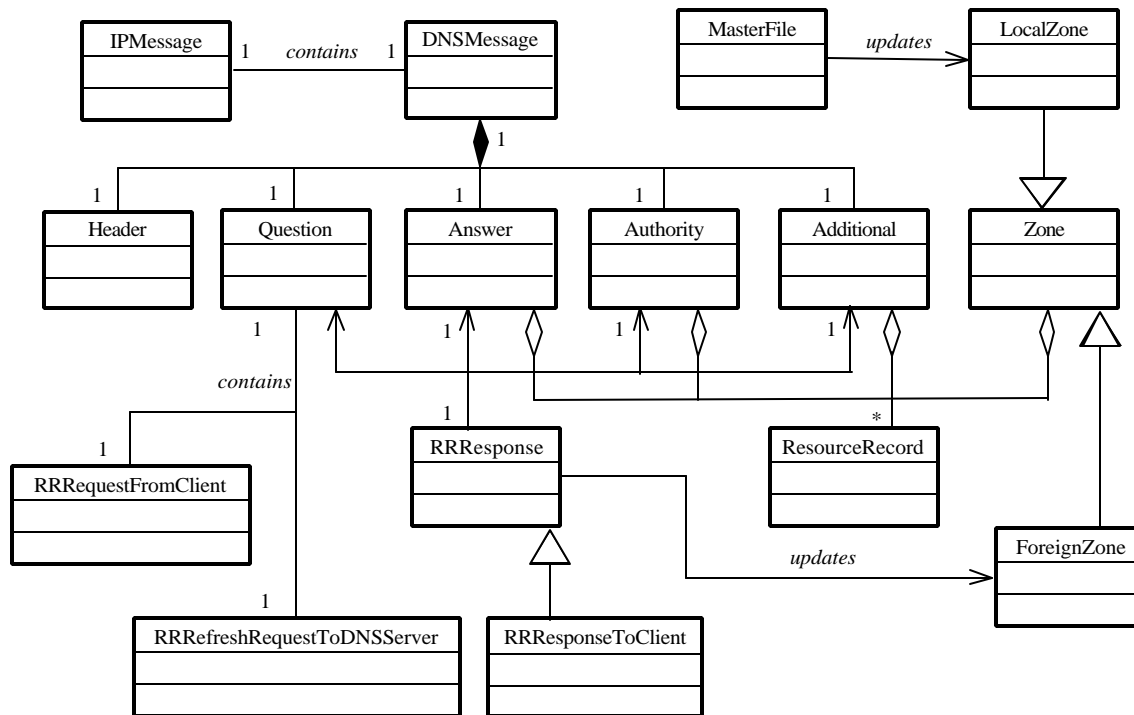 IPMessage
1
contains
1
DNSMessage
MasterFile
updates
LocalZone
1
1
1
1
1
1
Header
Question
Answer
Authority
Additional
Zone
1
1
1
1
contains
1
*
1
RRResponse
ResourceRecord
RRRequestFromClient
updates
ForeignZone
1
RRRefreshRequestToDNSServer
RRResponseToClient